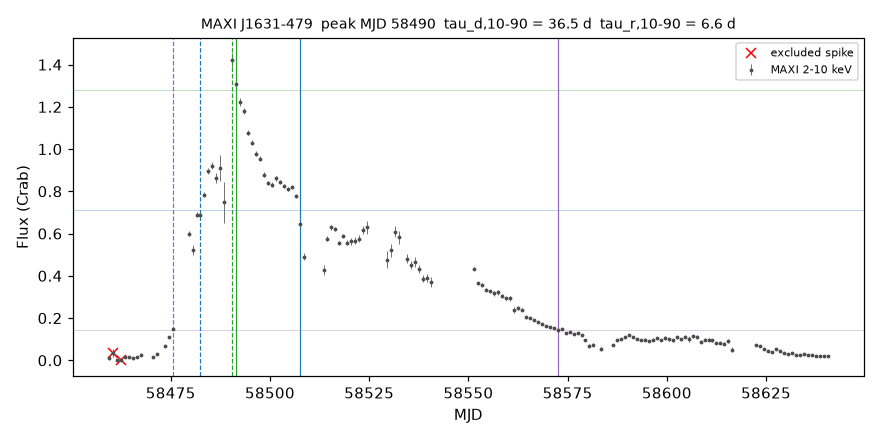 MAXI J1631-479  peak MJD 58490  tau_d,10-90 = 36.5 d  tau_r,10-90 = 6.6 d
excluded spike
MAXI 2-10 keV
Flux (Crab)
1.4
1.2
1.0
0.8
0.6
0.4
0.2
0.0
58475 58500 58525 58550 58575 58600 58625
MJD